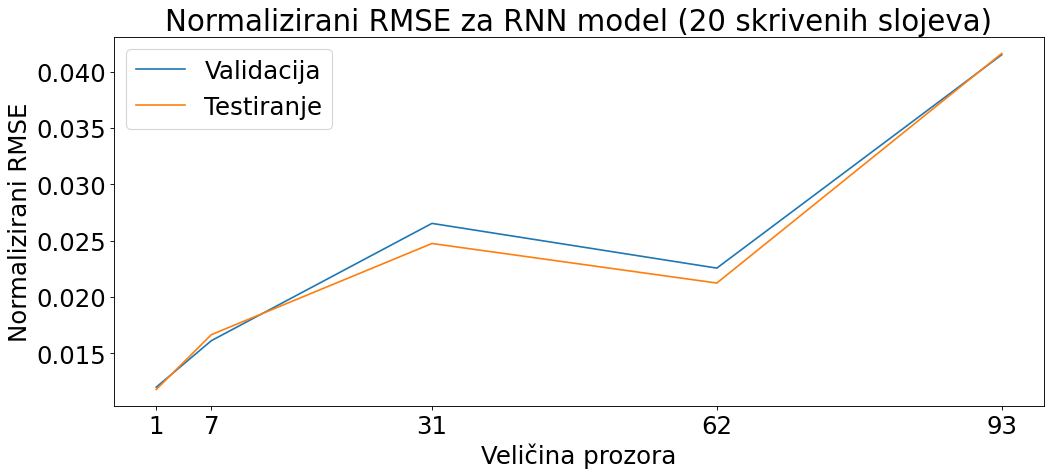 Normalizirani RMSE za RNN model (20 skrivenih slojeva)
Validacija
Testiranje
Normalizirani RMSE
0.040
0.035
0.030
0.025
0.020
0.015
1 7 31 62 93
Veličina prozora